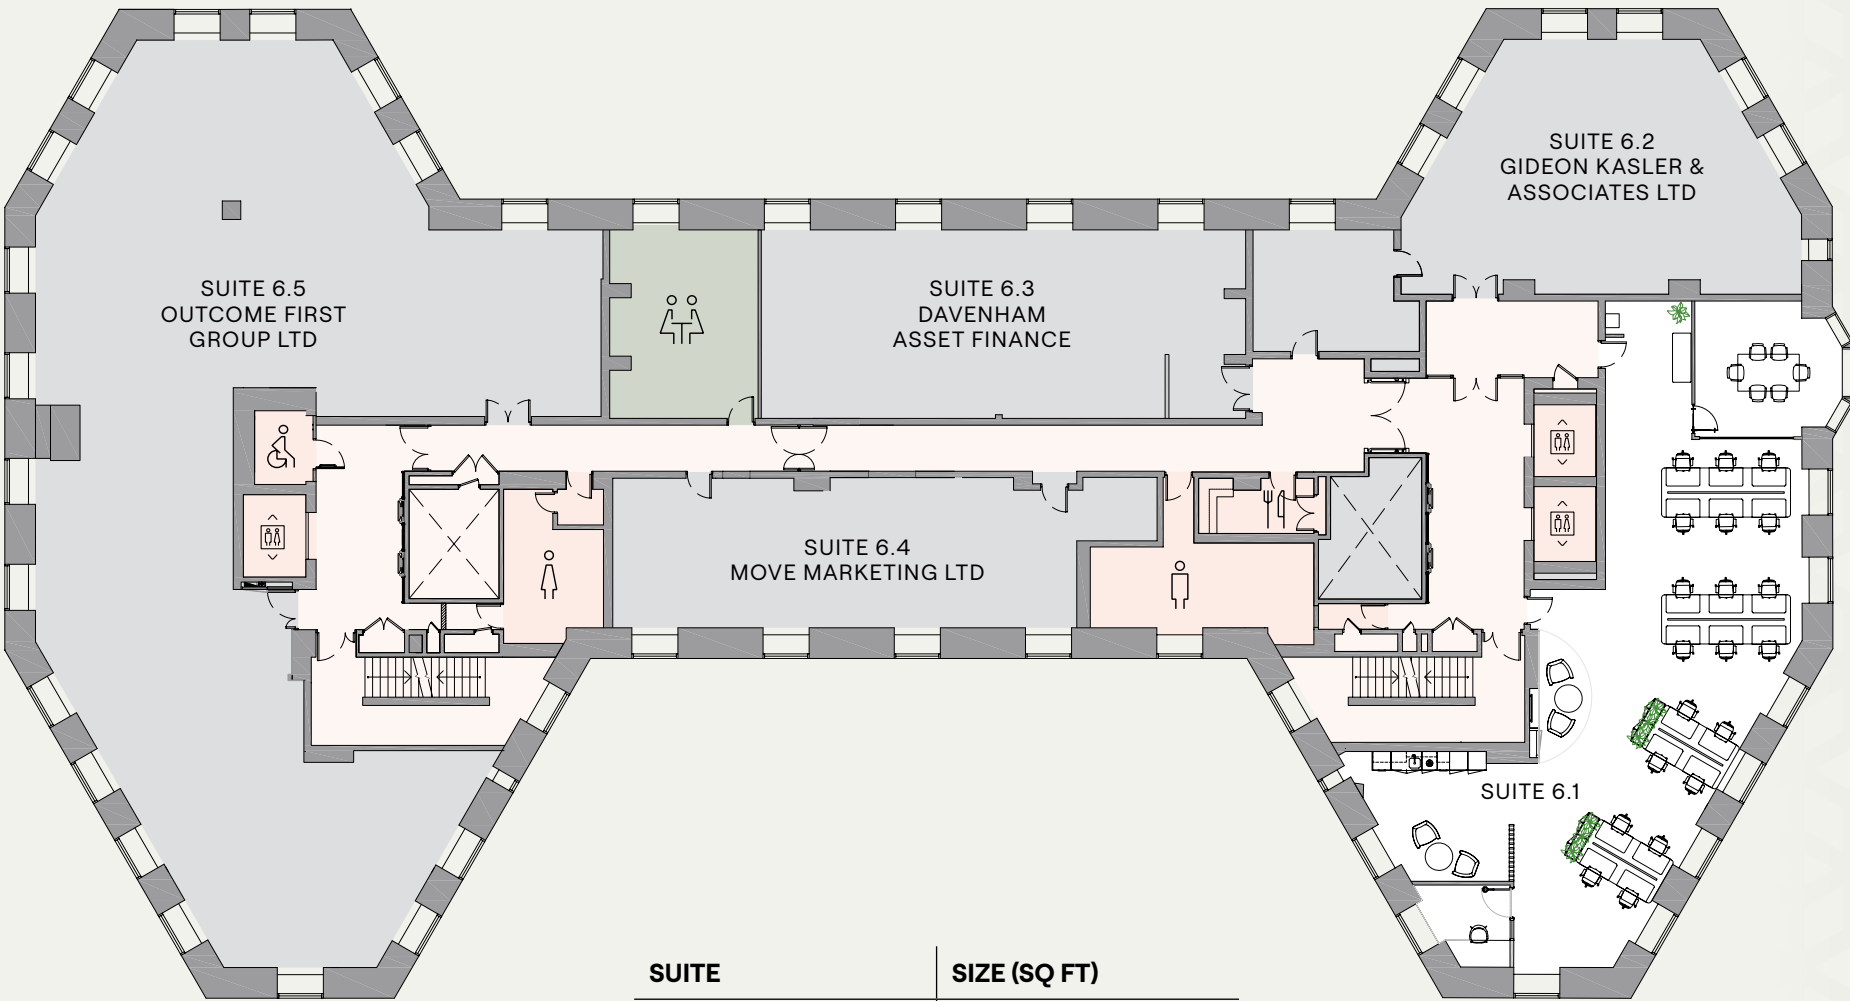 SUITE 6.2
GIDEON KASLER &
ASSOCIATES LTD
SUITE 6.5
OUTCOME FIRST
GROUP LTD
SUITE 6.3
DAVENHAM
ASSET FINANCE
SUITE 6.4
MOVE MARKETING LTD
SUITE 6.1
SUITE
SIZE (SQ FT)